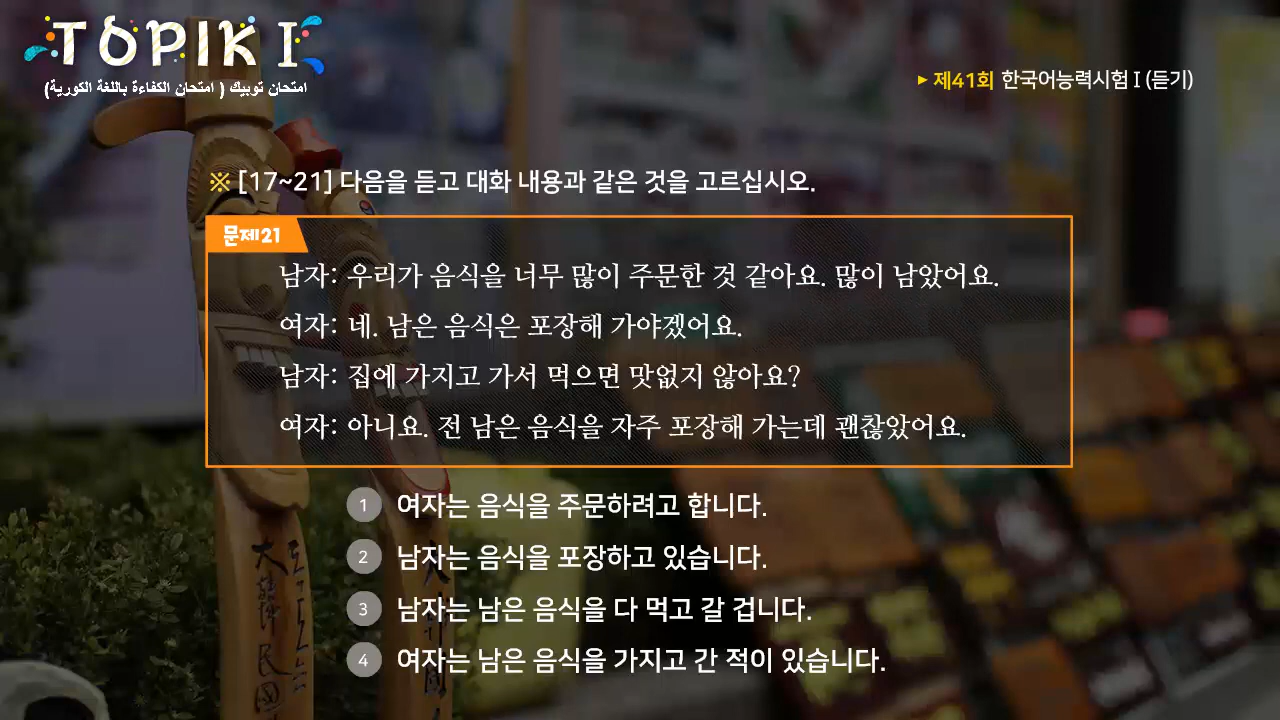 TOPIK I
امتحان توبيك ( امتحان الكفاءة باللغة الكورية)
▸ 제41회 한국어능력시험 I (듣기)
※ [17~21] 다음을 듣고 대화 내용과 같은 것을 고르십시오.
문제21
남자: 우리가 음식을 너무 많이 주문한 것 같아요. 많이 남았어요.
여자: 네. 남은 음식은 포장해 가야겠어요.
남자: 집에 가지고 가서 먹으면 맛없지 않아요?
여자: 아니요. 전 남은 음식을 자주 포장해 가는데 괜찮았어요.
1 여자는 음식을 주문하려고 합니다.
2 남자는 음식을 포장하고 있습니다.
3 남자는 남은 음식을 다 먹고 갈 겁니다.
4 여자는 남은 음식을 가지고 간 적이 있습니다.
大韓民國